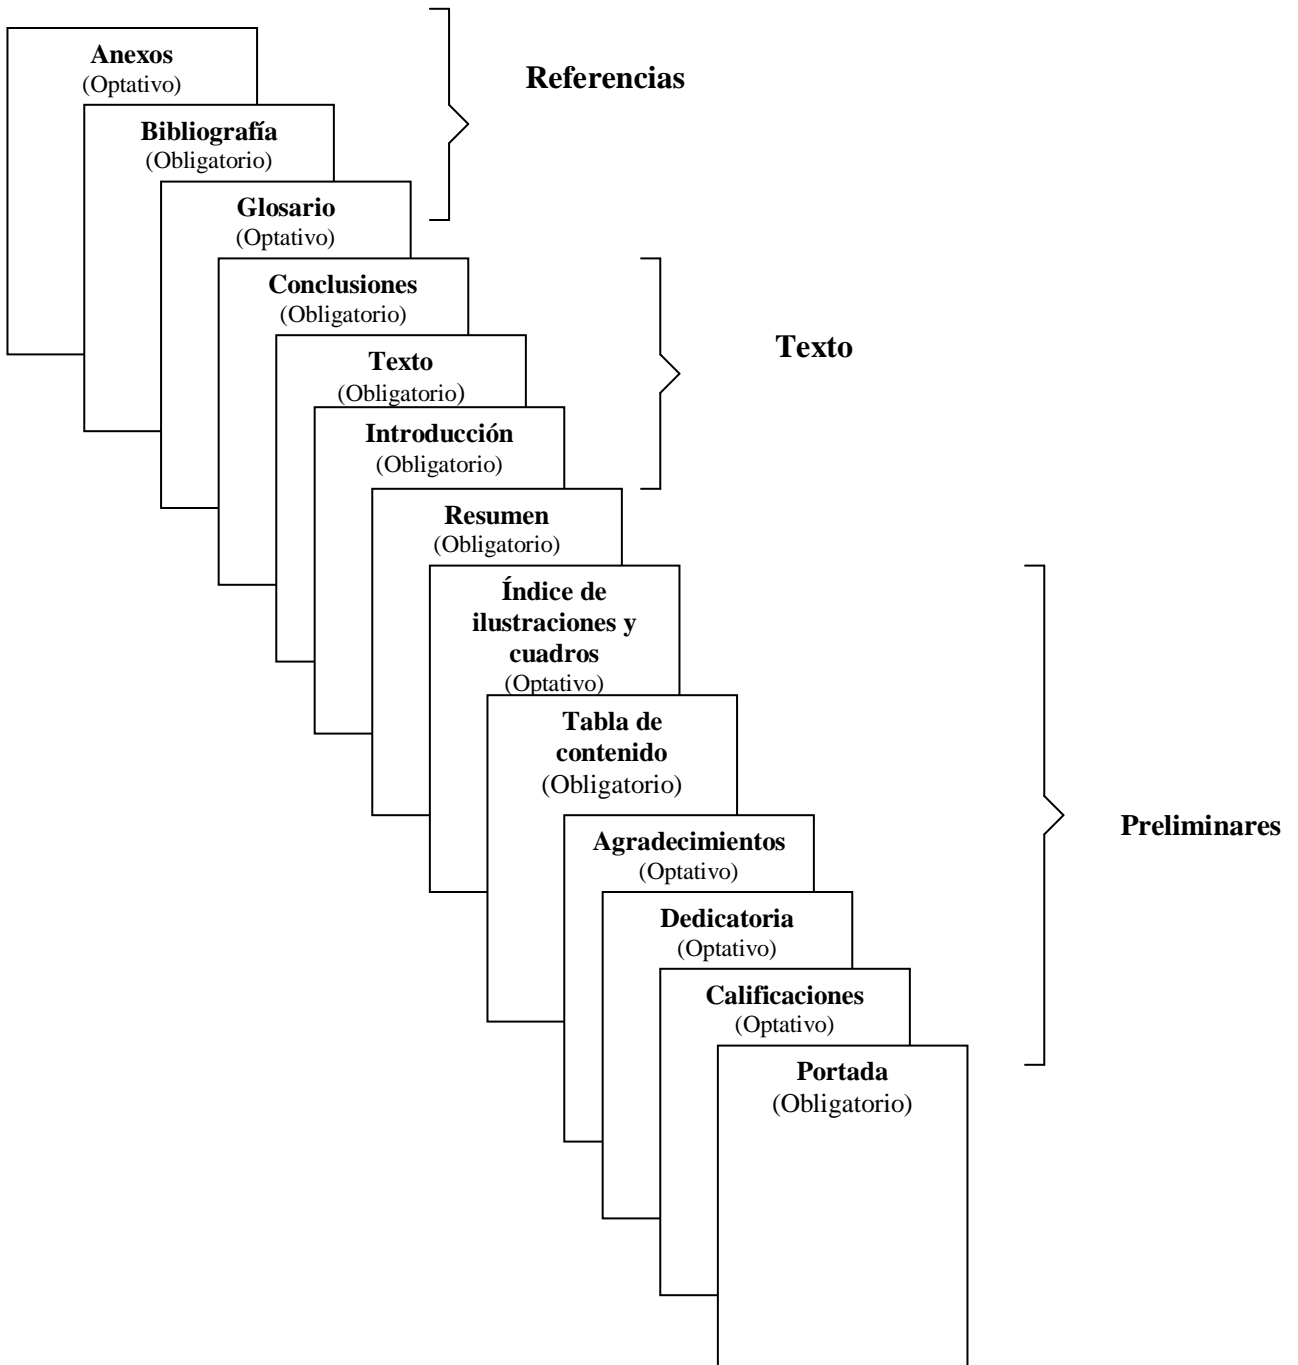 Anexos
(Optativo)
Referencias
Bibliografía
(Obligatorio)
Glosario
(Optativo)
Conclusiones
(Obligatorio)
Texto
Texto
(Obligatorio)
Introducción
(Obligatorio)
Resumen
(Obligatorio)
Índice de
ilustraciones y
cuadros
(Optativo)
Tabla de
contenido
(Obligatorio)
Preliminares
Agradecimientos
(Optativo)
Dedicatoria
(Optativo)
Calificaciones
(Optativo)
Portada
(Obligatorio)